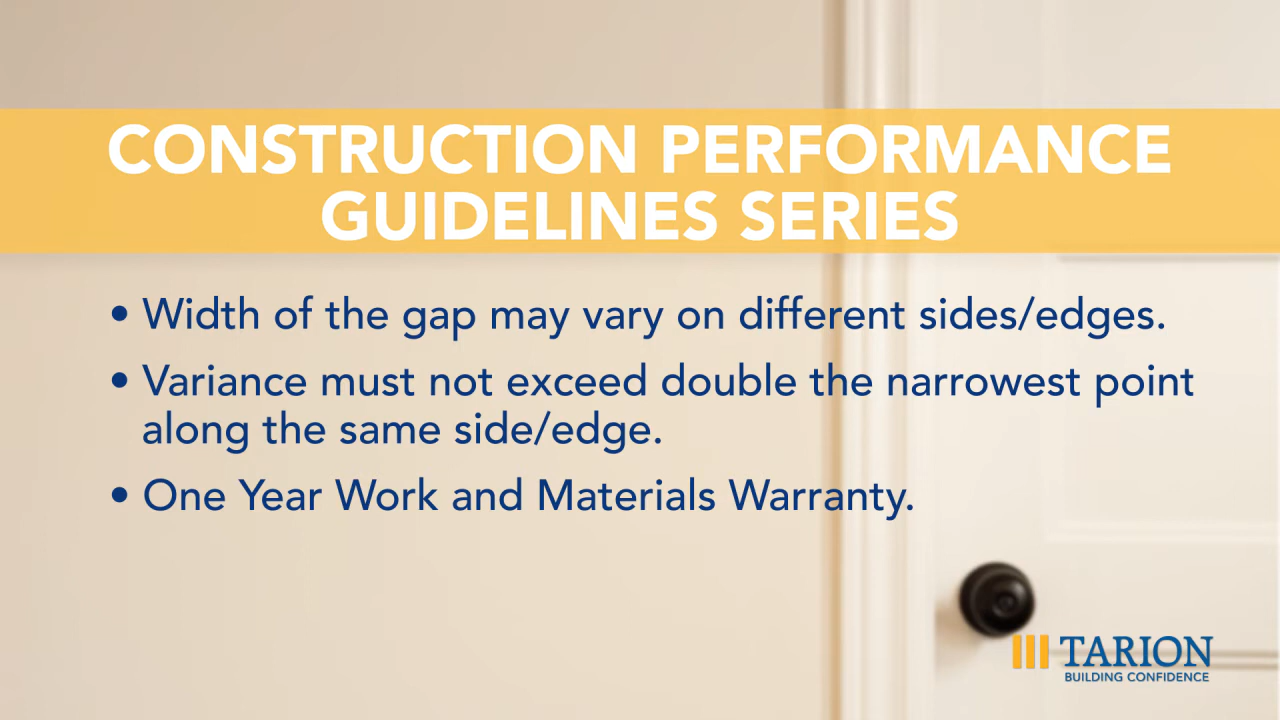 CONSTRUCTION PERFORMANCE
GUIDELINES SERIES
• Width of the gap may vary on different sides/edges.
• Variance must not exceed double the narrowest point
along the same side/edge.
• One Year Work and Materials Warranty.
TARION
BUILDING CONFIDENCE